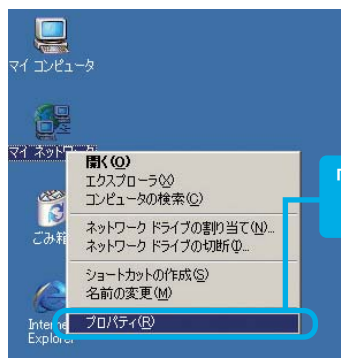 マイ コンピュータ
マイ ネットワーク
開く(O)
エクスプローラ(X)
コンピュータの検索(C)
ネットワーク ドライブの割り当て(N)...
ネットワーク ドライブの切断(I)...
ショートカットの作成(S)
名前の変更(M)
プロパティ(R)
ごみ箱
Explorer